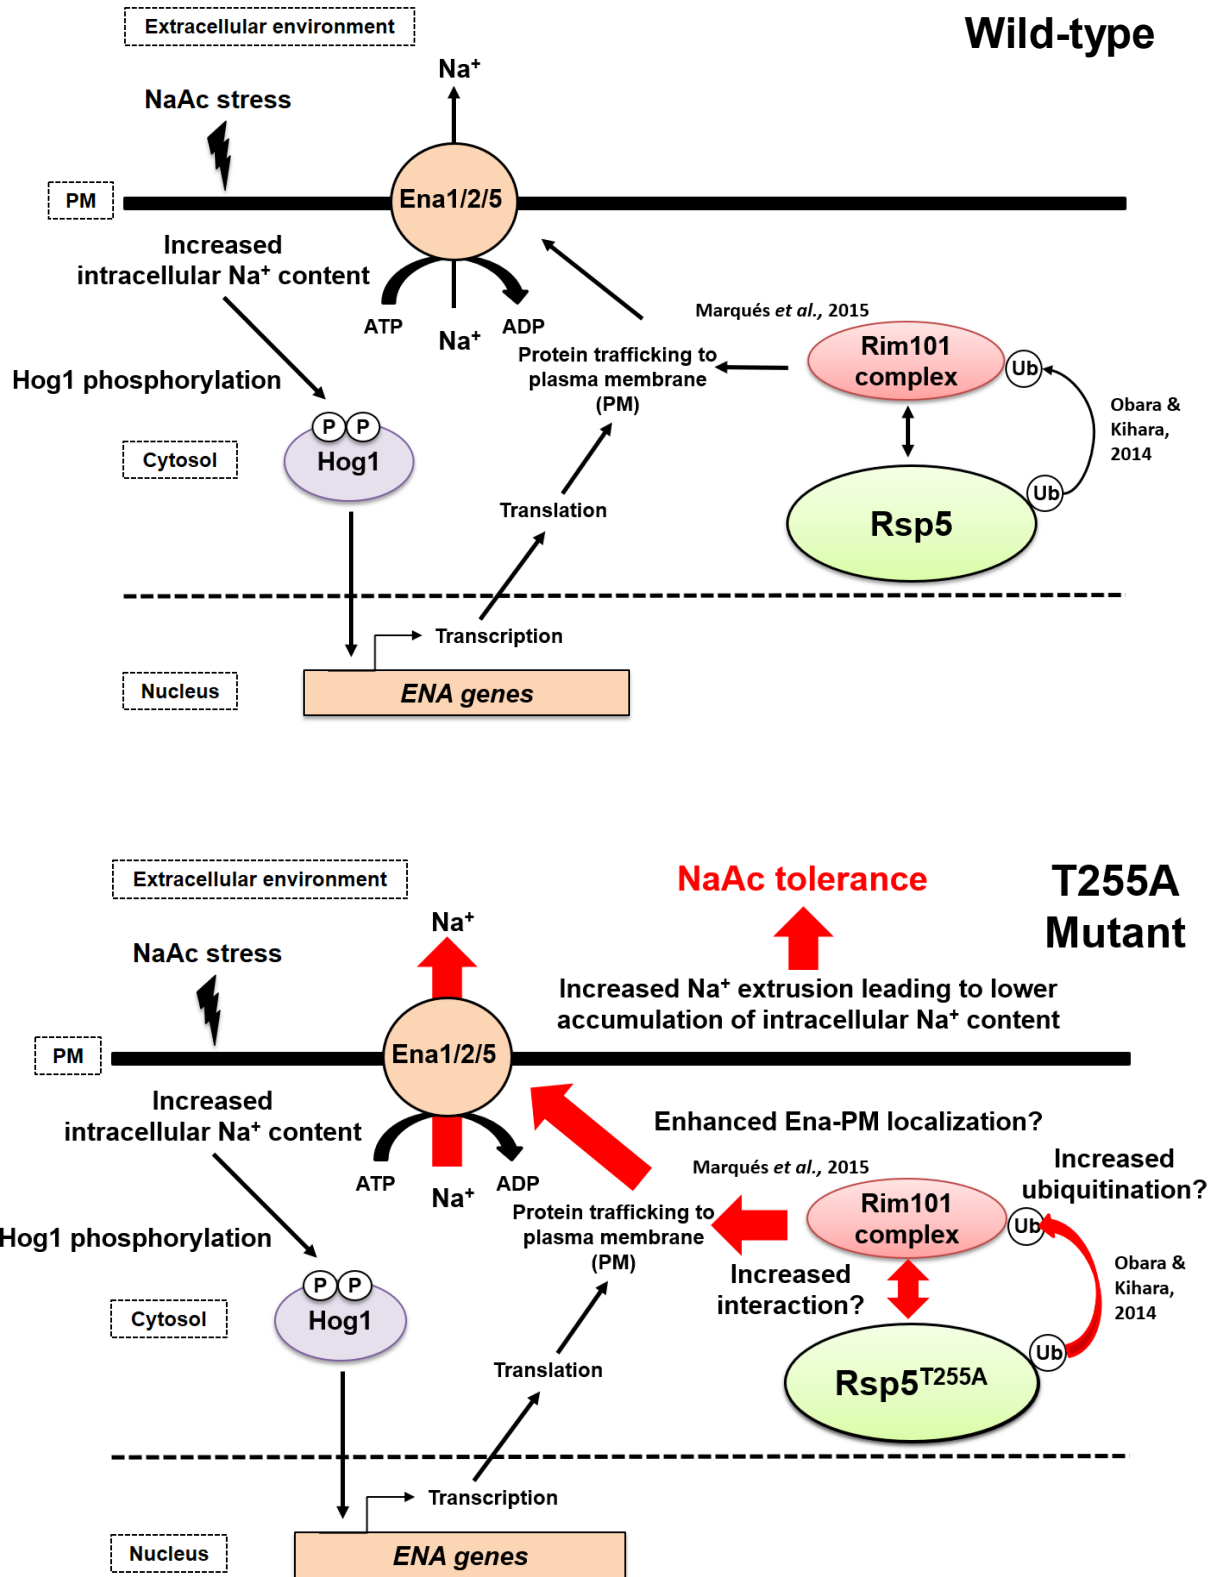 Extracellular environment
Wild-type
Na⁺
NaAc stress
PM
Ena1/2/5
Increased
intracellular Na⁺ content
ATP
Na⁺
ADP
Marqués et al., 2015
Protein trafficking to
plasma membrane
(PM)
Rim101
complex
Ub
Hog1 phosphorylation
Obara &
Kihara,
2014
P P
Hog1
Cytosol
Ub
Translation
Rsp5
Transcription
Nucleus
ENA genes
Extracellular environment
NaAc tolerance
T255A
Mutant
Na⁺
NaAc stress
Increased Na⁺ extrusion leading to lower
accumulation of intracellular Na⁺ content
PM
Ena1/2/5
Increased
intracellular Na⁺ content
Enhanced Ena-PM localization?
ATP
Na⁺
ADP
Marqués et al., 2015
Increased
ubiquitination?
Protein trafficking to
plasma membrane
(PM)
Rim101
complex
Ub
Hog1 phosphorylation
Increased
interaction?
Obara &
Kihara,
2014
P P
Hog1
Cytosol
Ub
Translation
Rsp5ᵀ²⁵⁵ᴬ
Transcription
Nucleus
ENA genes